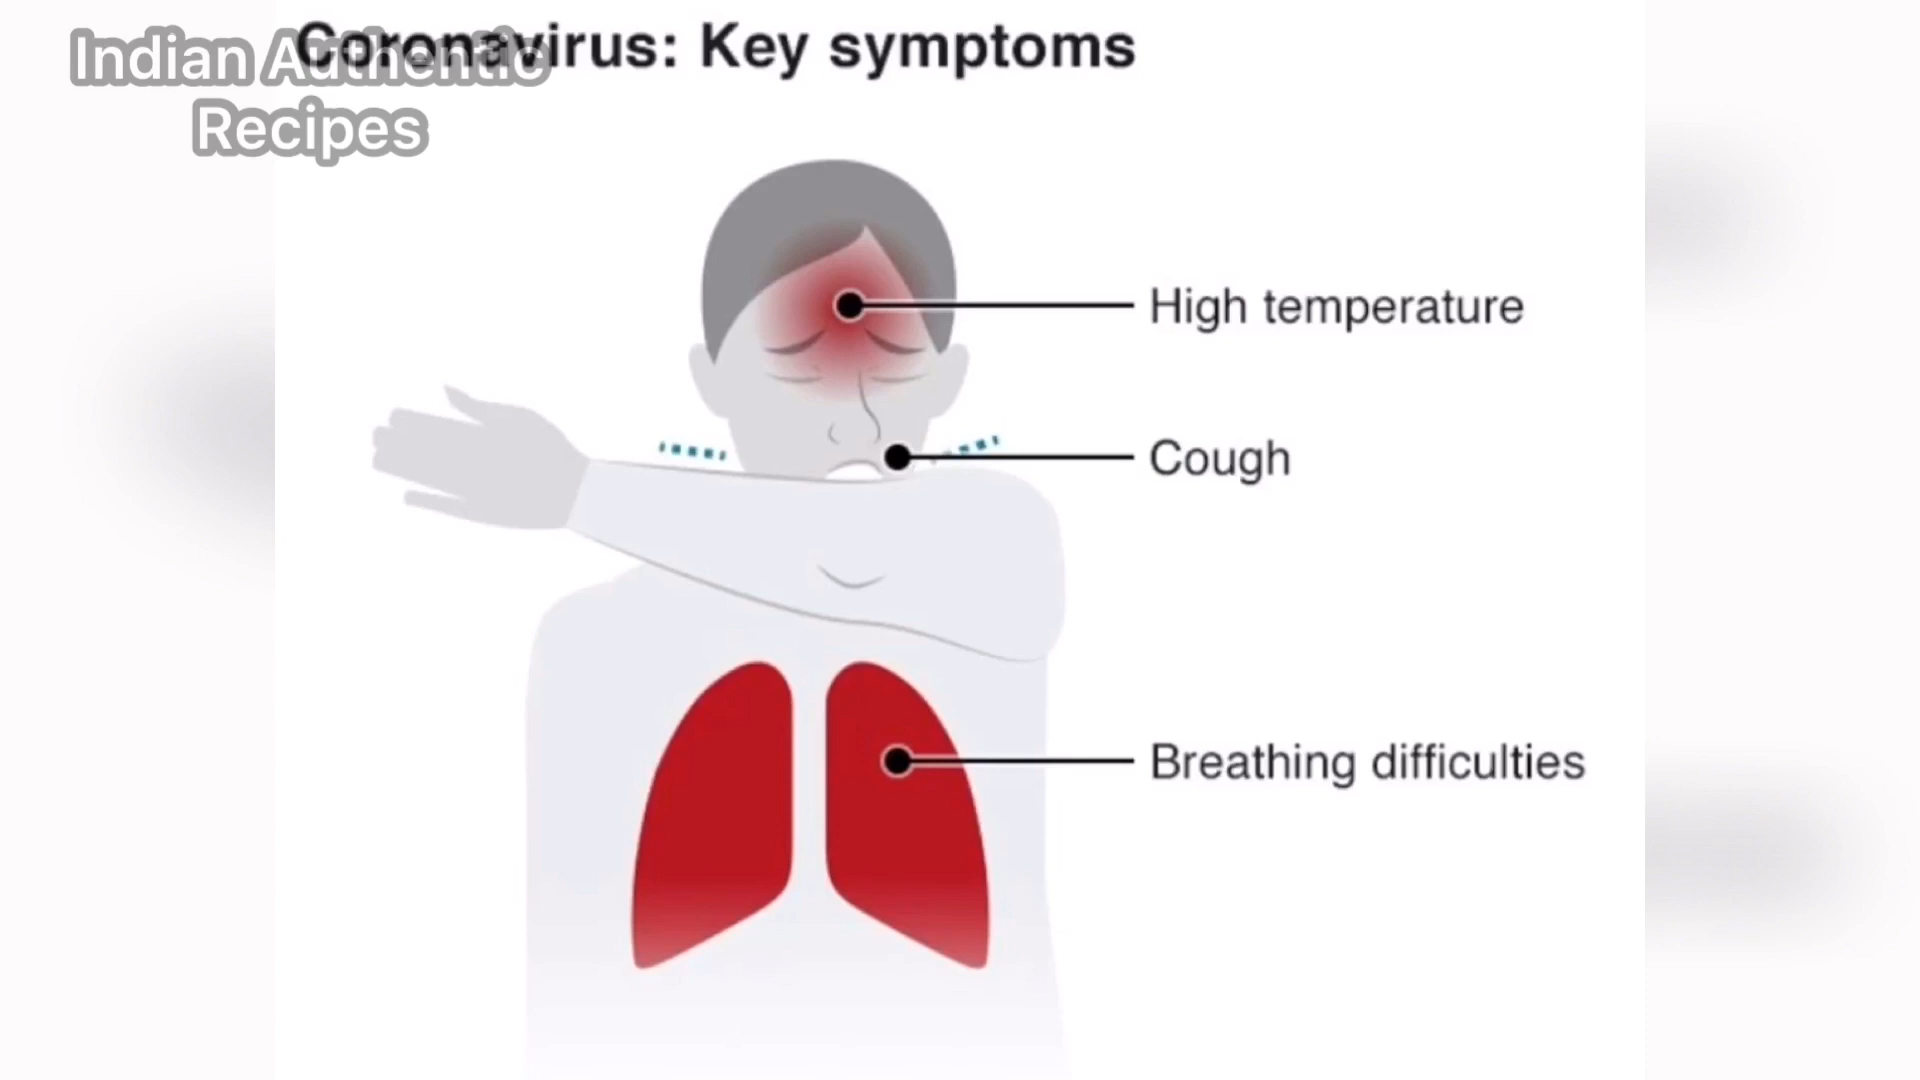 Coronavirus: Key symptoms
Indian Authentic
Recipes
High temperature
Cough
Breathing difficulties